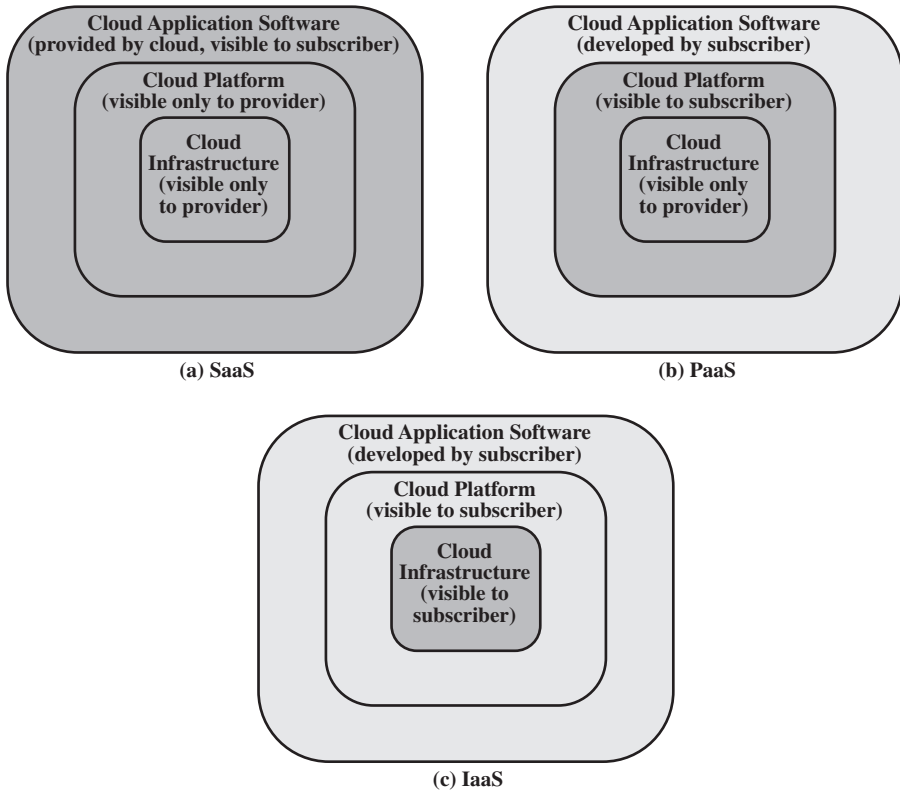 Cloud Application Software
(provided by cloud, visible to subscriber)
Cloud Platform
(visible only to provider)
Cloud
Infrastructure
(visible only
to provider)
(a) SaaS
Cloud Application Software
(developed by subscriber)
Cloud Platform
(visible to subscriber)
Cloud
Infrastructure
(visible only
to provider)
(b) PaaS
Cloud Application Software
(developed by subscriber)
Cloud Platform
(visible to subscriber)
Cloud
Infrastructure
(visible to
subscriber)
(c) IaaS